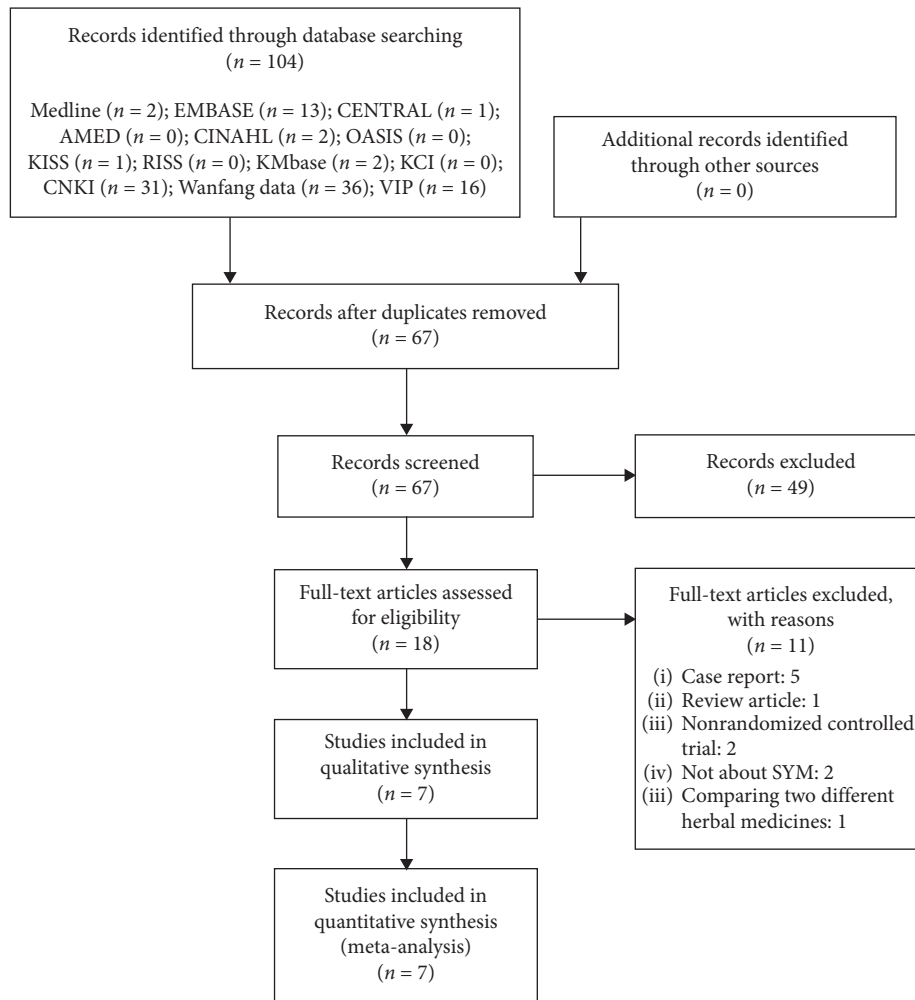 Records identified through database searching
(n = 104)
Medline (n = 2); EMBASE (n = 13); CENTRAL (n = 1);
AMED (n = 0); CINAHL (n = 2); OASIS (n = 0);
KISS (n = 1); RISS (n = 0); KMbase (n = 2); KCI (n = 0);
CNKI (n = 31); Wanfang data (n = 36); VIP (n = 16)
Additional records identified
through other sources
(n = 0)
Records after duplicates removed
(n = 67)
Records screened
(n = 67)
Records excluded
(n = 49)
Full-text articles assessed
for eligibility
(n = 18)
Full-text articles excluded,
with reasons
(n = 11)
(i) Case report: 5
(ii) Review article: 1
(iii) Nonrandomized controlled
trial: 2
(iv) Not about SYM: 2
(iii) Comparing two different
herbal medicines: 1
Studies included in
qualitative synthesis
(n = 7)
Studies included in
quantitative synthesis
(meta-analysis)
(n = 7)